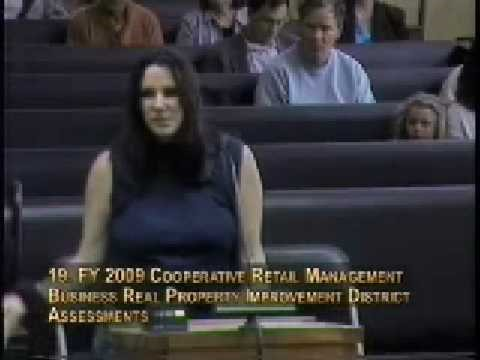 19. FY 2009 COOPERATIVE RETAIL MANAGEMENT
BUSINESS REAL PROPERTY IMPROVEMENT DISTRICT
ASSESSMENTS